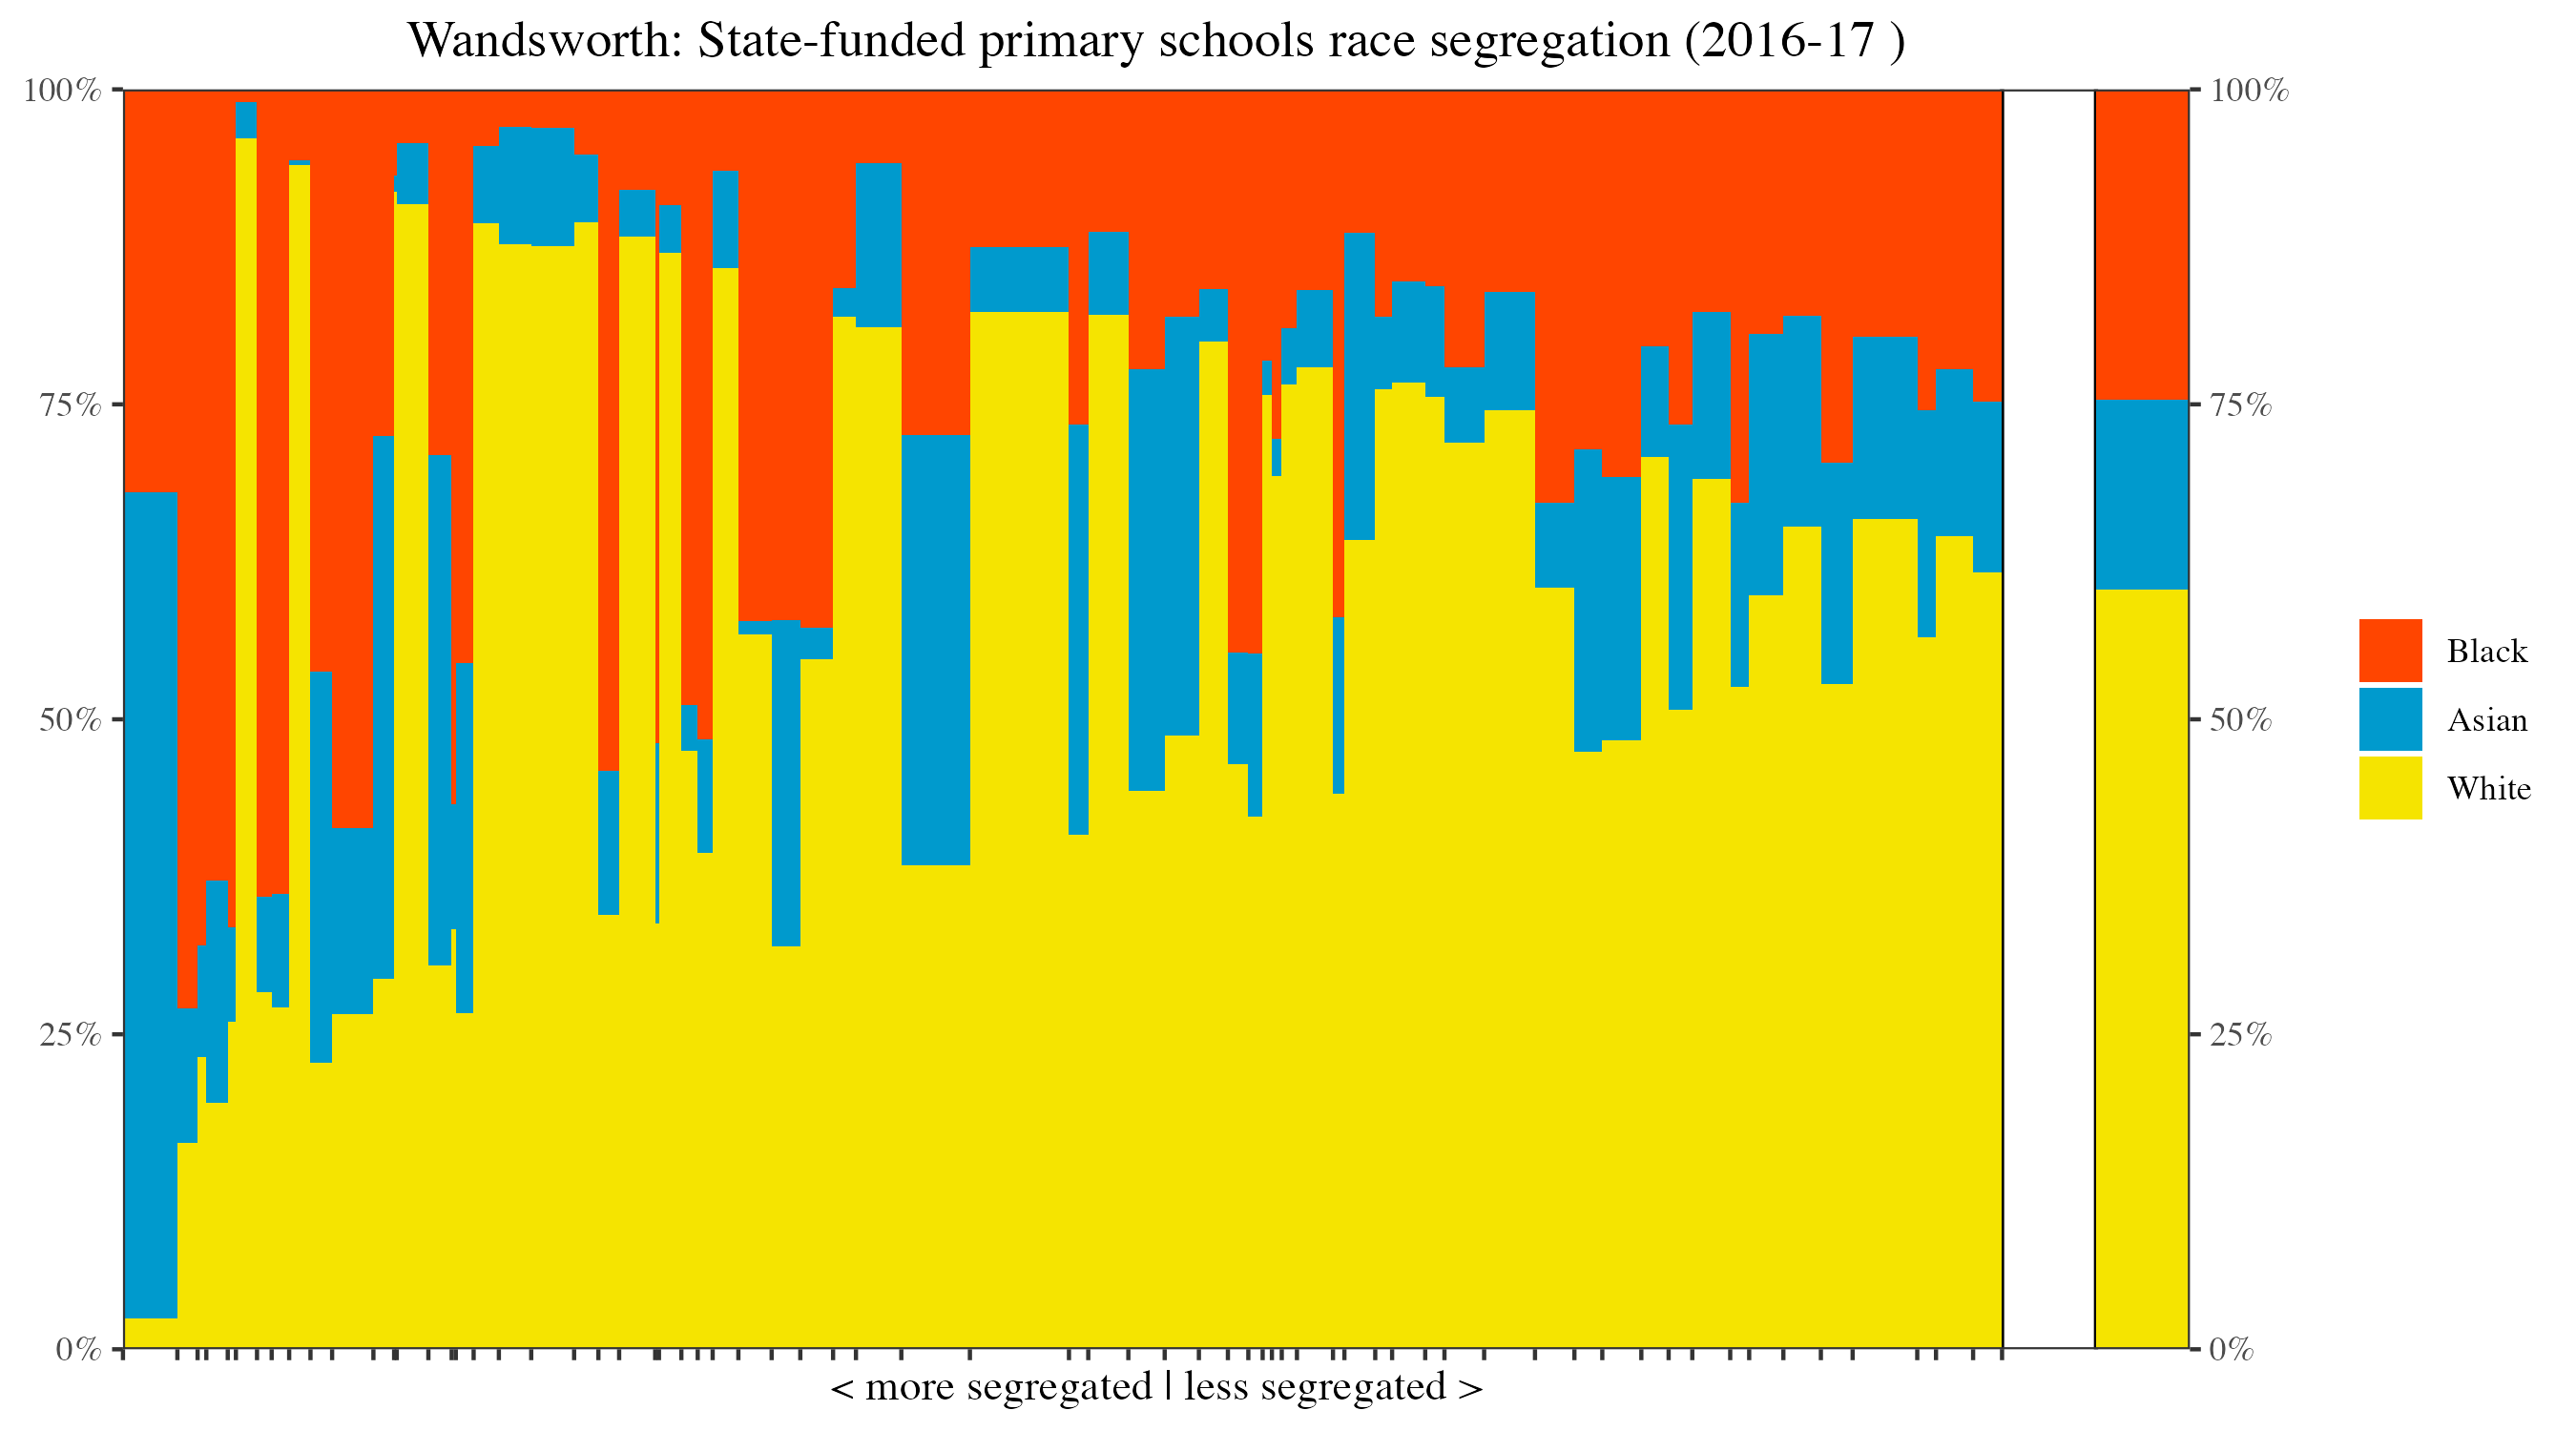 Wandsworth: State-funded primary schools race segregation (2016-17 )
100%
75%
50%
25%
0%
100%
75%
50%
25%
0%
Black
Asian
White
< more segregated | less segregated >